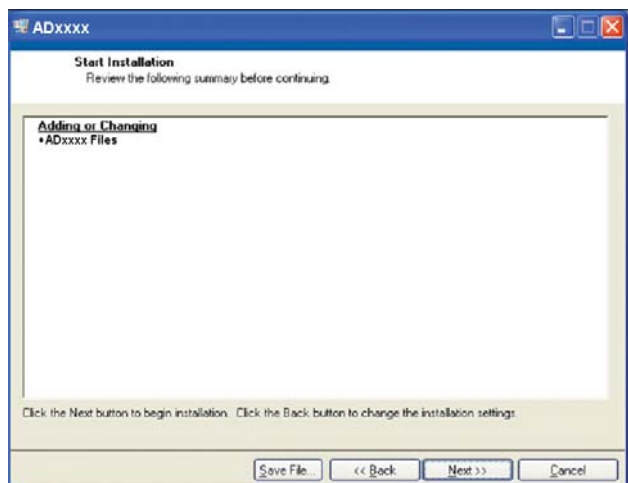 ADxxxx
Start Installation
Review the following summary before continuing.
Adding or Changing
•ADxxxx Files
Click the Next button to begin installation. Click the Back button to change the installation settings.
Save File...
<< Back
Next >>
Cancel